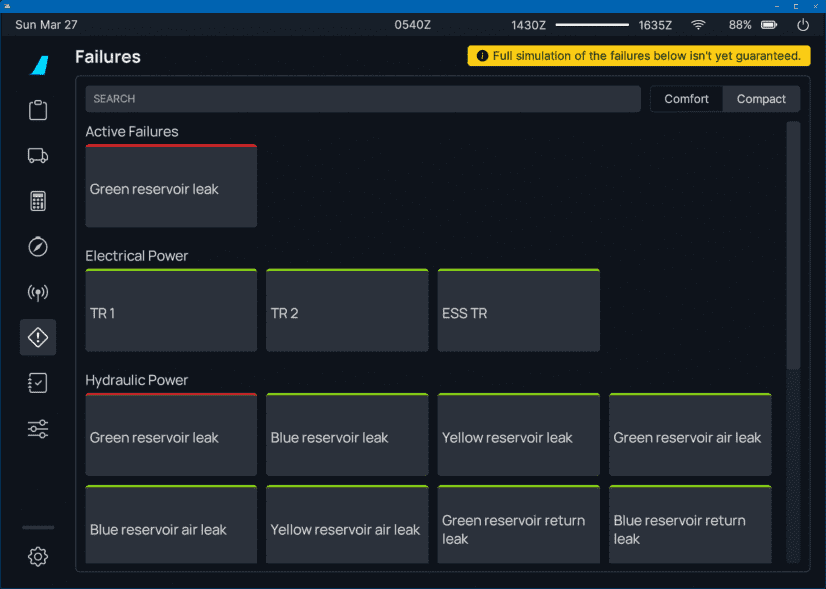 Sun Mar 27
0540Z
1430Z
1635Z
88%
Failures
Full simulation of the failures below isn't yet guaranteed.
SEARCH
Comfort
Compact
Active Failures
Green reservoir leak
Electrical Power
TR 1
TR 2
ESS TR
Hydraulic Power
Green reservoir leak
Blue reservoir leak
Yellow reservoir leak
Green reservoir air leak
Blue reservoir air leak
Yellow reservoir air leak
Green reservoir return
leak
Blue reservoir return
leak